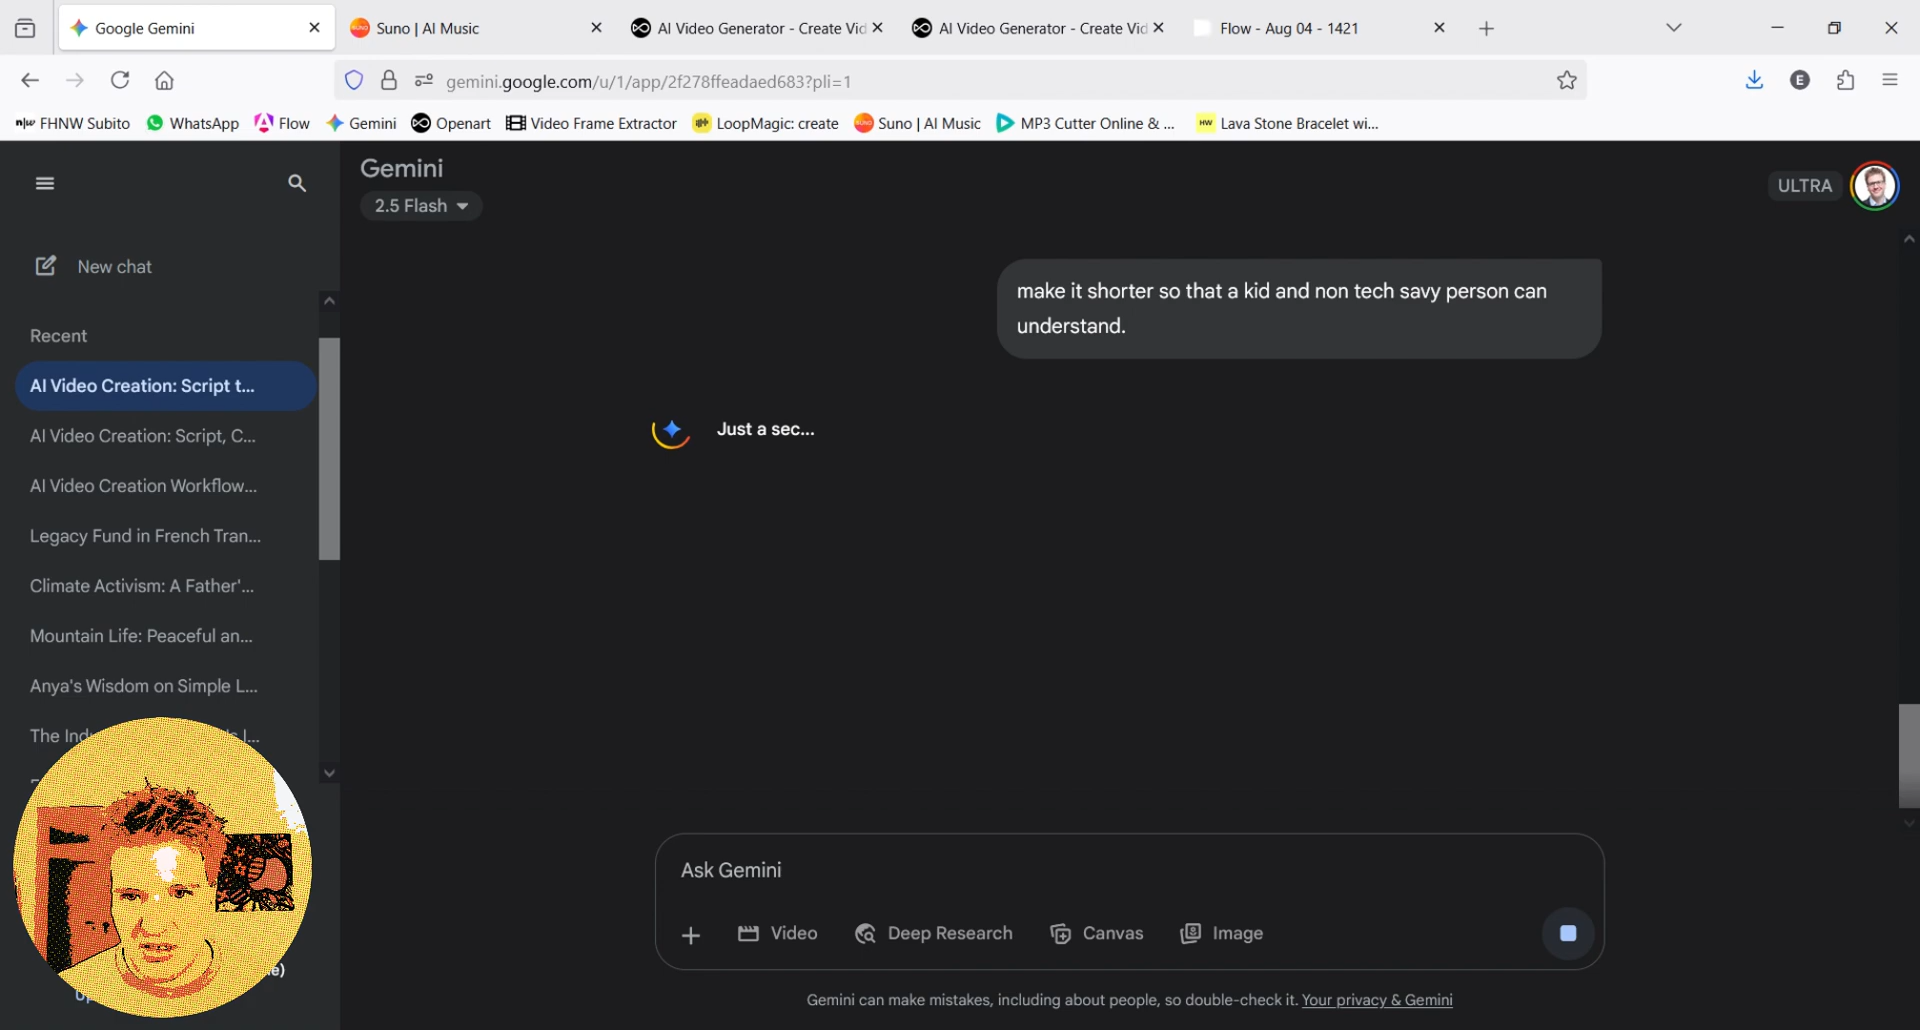 Google Gemini
Suno | AI Music
AI Video Generator - Create Vid
AI Video Generator - Create Vid
Flow - Aug 04 - 1421
gemini.google.com/u/1/app/2f278ffeadaed683?pli=1
E
n|w FHNW Subito
WhatsApp
Flow
Gemini
Openart
Video Frame Extractor
LoopMagic: create
SUNO Suno | AI Music
MP3 Cutter Online & ...
HW Lava Stone Bracelet wi...
Gemini
2.5 Flash
ULTRA
New chat
Recent
AI Video Creation: Script t...
AI Video Creation: Script, C...
AI Video Creation Workflow...
Legacy Fund in French Tran...
Climate Activism: A Father'...
Mountain Life: Peaceful an...
Anya's Wisdom on Simple L...
The
make it shorter so that a kid and non tech savy person can
understand.
Just a sec...
Ask Gemini
Video
Deep Research
Canvas
Image
Gemini can make mistakes, including about people, so double-check it. Your privacy & Gemini